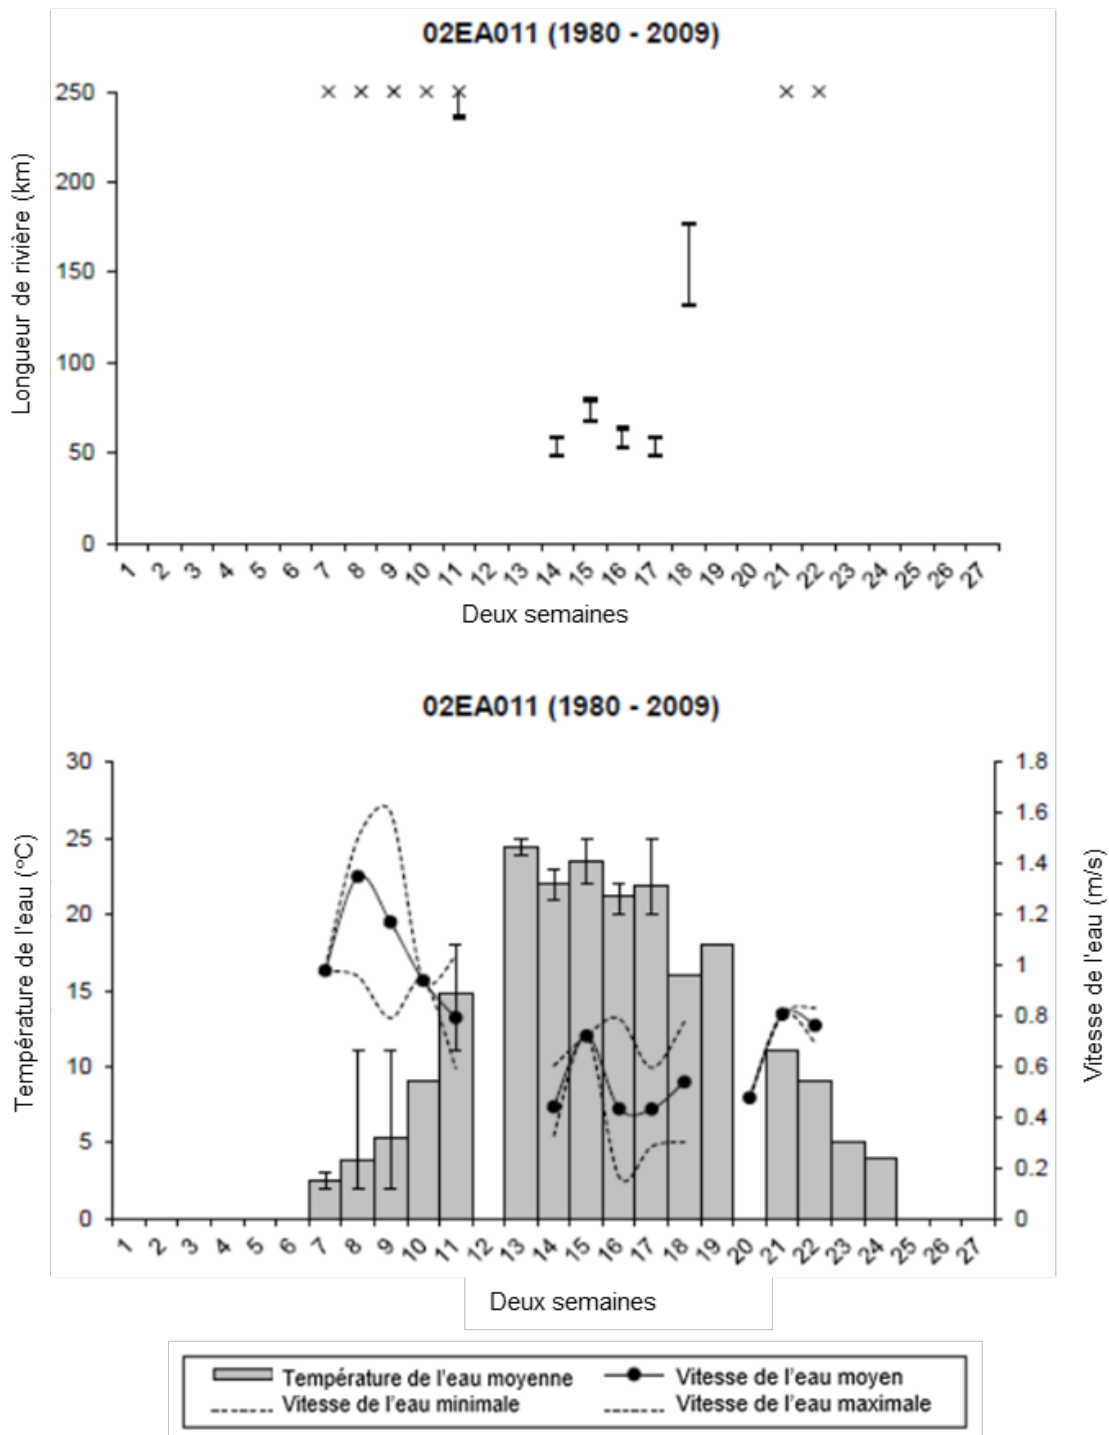 02EA011 (1980 - 2009)
Longueur de rivière (km)
250
200
150
100
50
0
1 2 3 4 5 6 7 8 9 10 11 12 13 14 15 16 17 18 19 20 21 22 23 24 25 26 27
Deux semaines
02EA011 (1980 - 2009)
Température de l'eau (°C)
30
25
20
15
10
5
0
Vitesse de l'eau (m/s)
1.8
1.6
1.4
1.2
1
0.8
0.6
0.4
0.2
0
1 2 3 4 5 6 7 8 9 10 11 12 13 14 15 16 17 18 19 20 21 22 23 24 25 26 27
Deux semaines
Température de l'eau moyenne
Vitesse de l'eau moyen
Vitesse de l'eau minimale
Vitesse de l'eau maximale